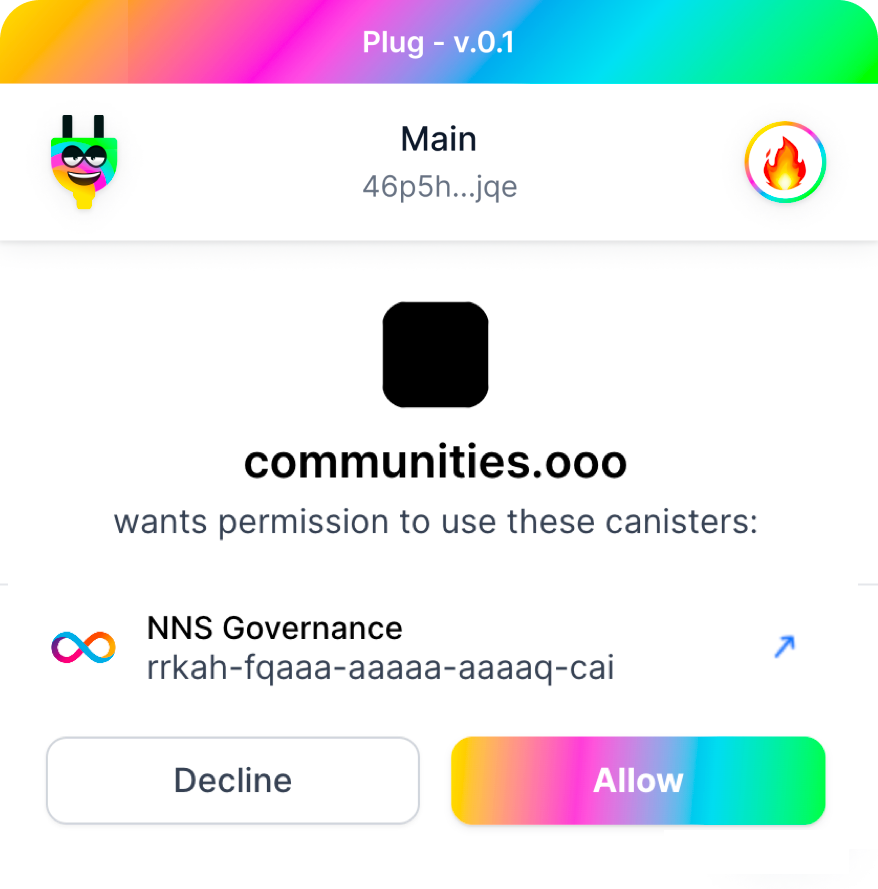 Plug - v.0.1
Main
46p5h...jqe
communities.ooo
wants permission to use these canisters:
NNS Governance
rrkah-fqaaa-aaaaa-aaaaq-cai
Decline
Allow